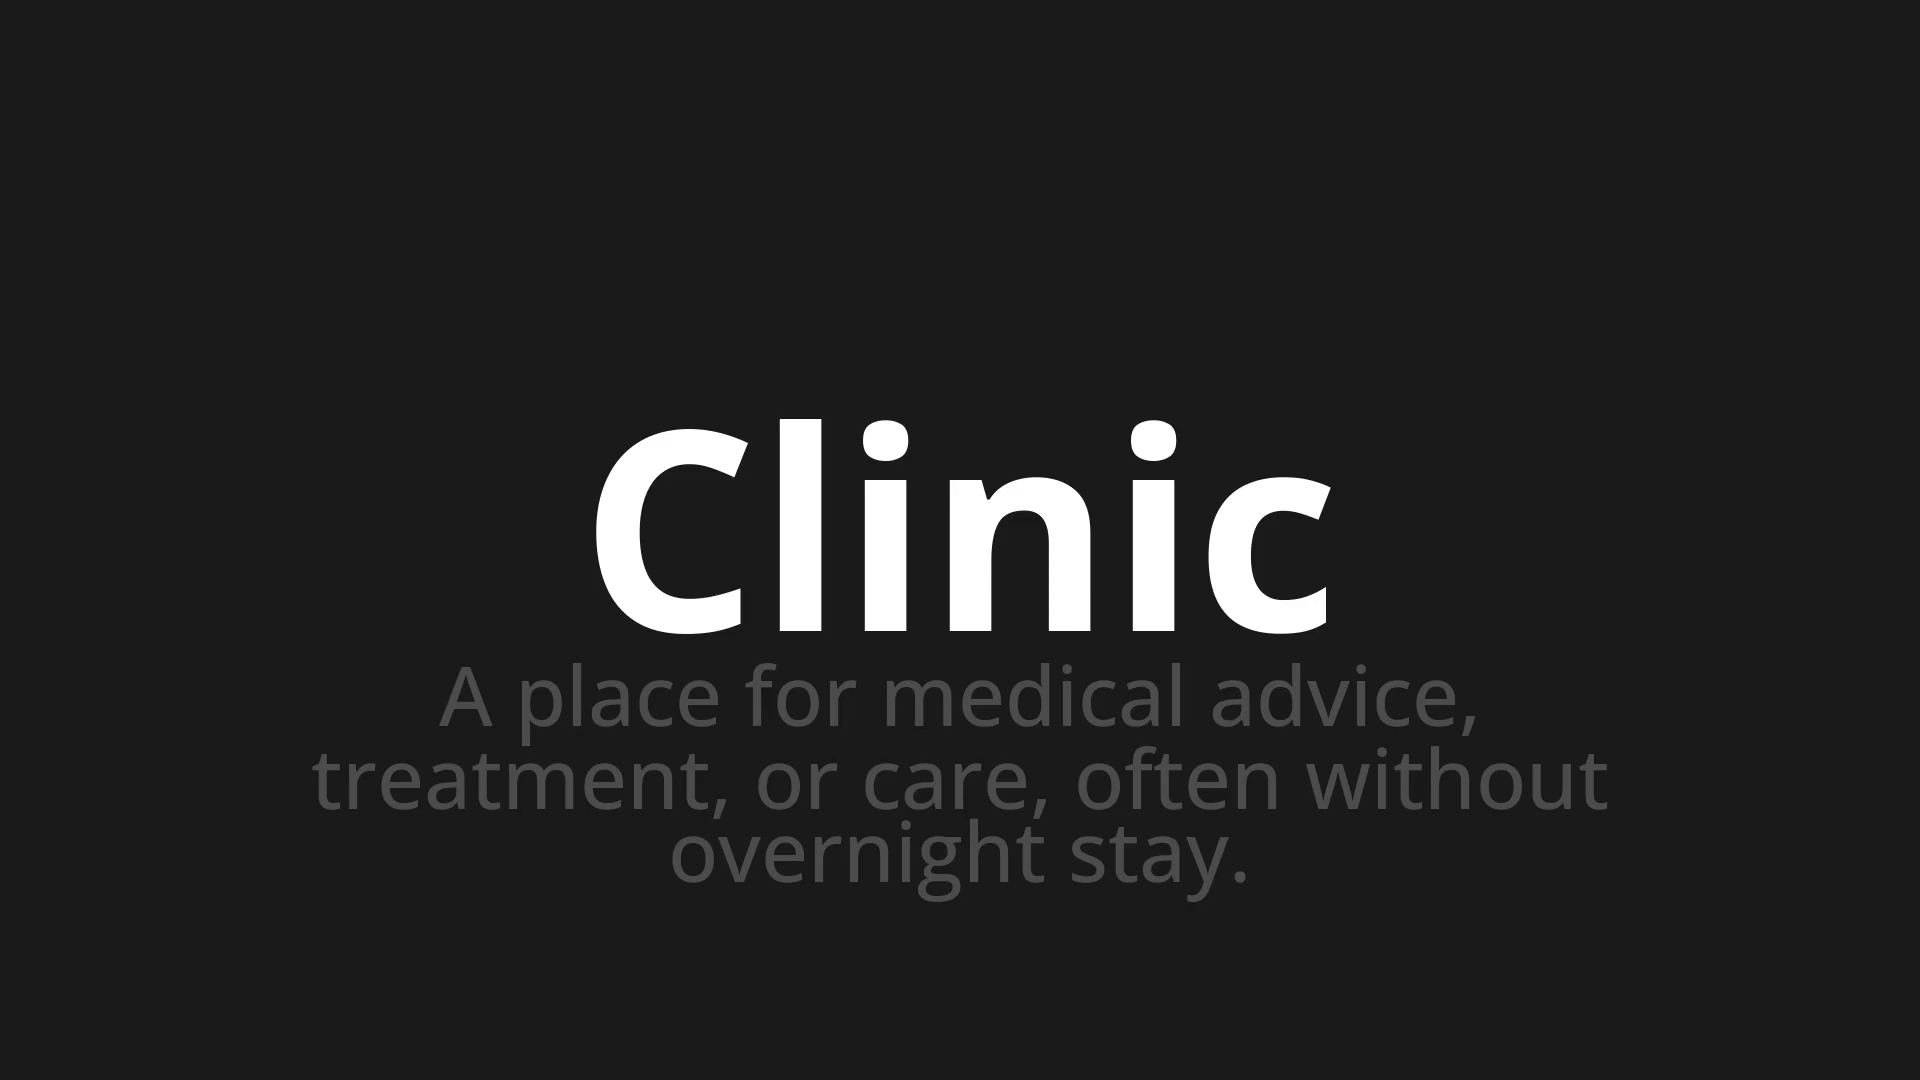 Clinic
A place for medical advice,
treatment, or care, often without
overnight stay.